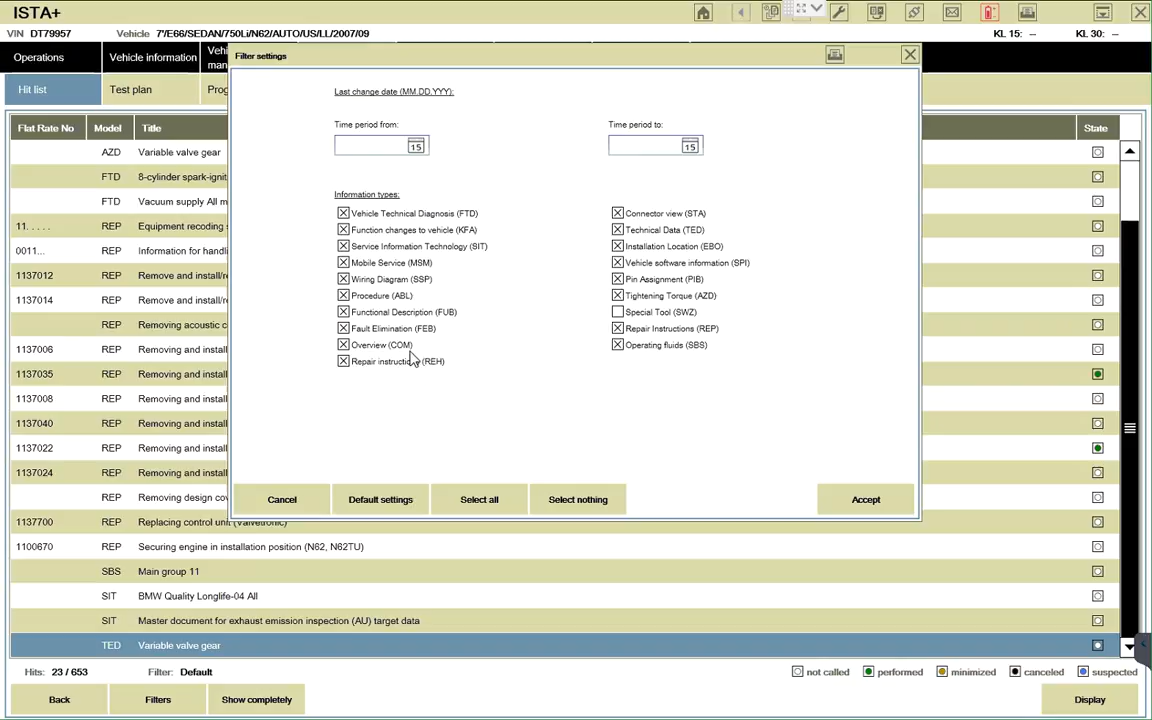 ISTA+
VIN DT79957 Vehicle 7"/E66/SEDAN/750Li/N62/AUTO/US/LL/2007/09 KL 15: -- KL 30: --
Operations Vehicle information
Hit list Test plan
Filter settings
Last change date (MM.DD.YYY):
Time period from: Time period to:
15 15
Information types:
Vehicle Technical Diagnosis (FTD) Connector view (STA)
Function changes to vehicle (KFA) Technical Data (TED)
Service Information Technology (SIT) Installation Location (EBO)
Mobile Service (MSM) Vehicle software information (SPI)
Wiring Diagram (SSP) Pin Assignment (PIB)
Procedure (ABL) Tightening Torque (AZD)
Functional Description (FUB) Special Tool (SWZ)
Fault Elimination (FEB) Repair Instructions (REP)
Overview (COM) Operating fluids (SBS)
Repair instructions (REH)
Cancel Default settings Select all Select nothing Accept
Flat Rate No Model Title State
AZD Variable valve gear
FTD 8-cylinder spark-ignit
FTD Vacuum supply All m
11. . . . . REP Equipment recoding
0011... REP Information for handli
1137012 REP Remove and install/re
1137014 REP Remove and install/re
REP Removing acoustic c
1137006 REP Removing and install
1137035 REP Removing and install
1137008 REP Removing and install
1137040 REP Removing and install
1137022 REP Removing and install
1137024 REP Removing and install
REP Removing design cov
1137700 REP Replacing control unit (Valvetronic)
1100670 REP Securing engine in installation position (N62, N62TU)
SBS Main group 11
SIT BMW Quality Longlife-04 All
SIT Master document for exhaust emission inspection (AU) target data
TED Variable valve gear
Hits: 23 / 653 Filter: Default not called performed minimized canceled suspected
Back Filters Show completely Display